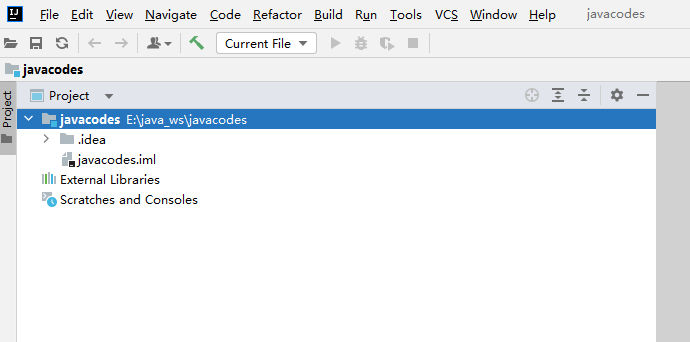 IJ File Edit View Navigate Code Refactor Build Run Tools VCS Window Help javacodes
Current File
javacodes
Project
Project
javacodes E:\java_ws\javacodes
.idea
javacodes.iml
External Libraries
Scratches and Consoles